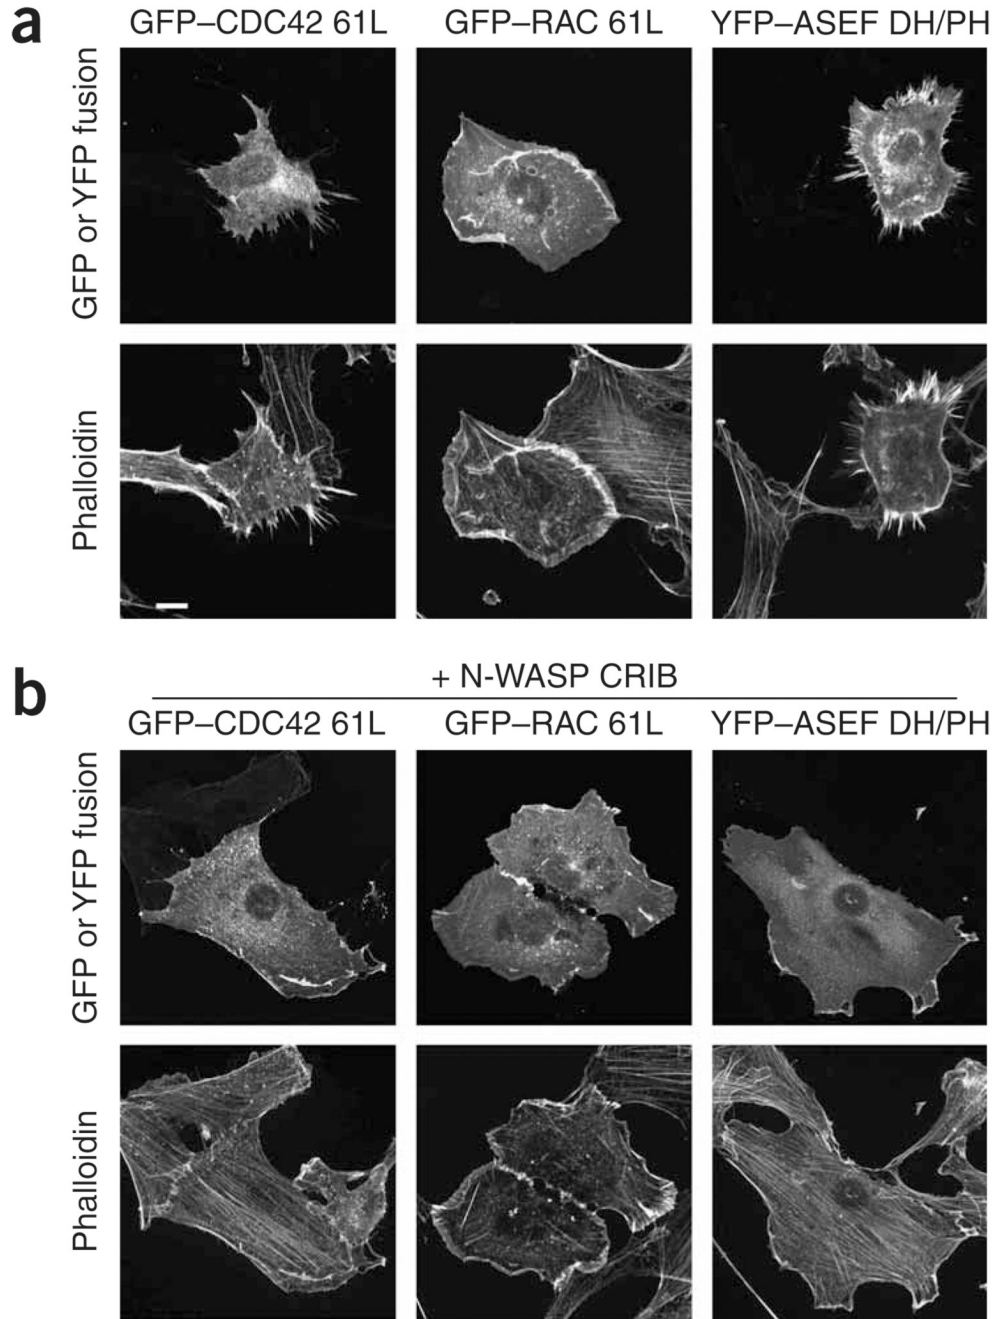 a
GFP–CDC42 61L GFP–RAC 61L YFP–ASEF DH/PH
GFP or YFP fusion
Phalloidin
b
+ N-WASP CRIB
GFP–CDC42 61L GFP–RAC 61L YFP–ASEF DH/PH
GFP or YFP fusion
Phalloidin